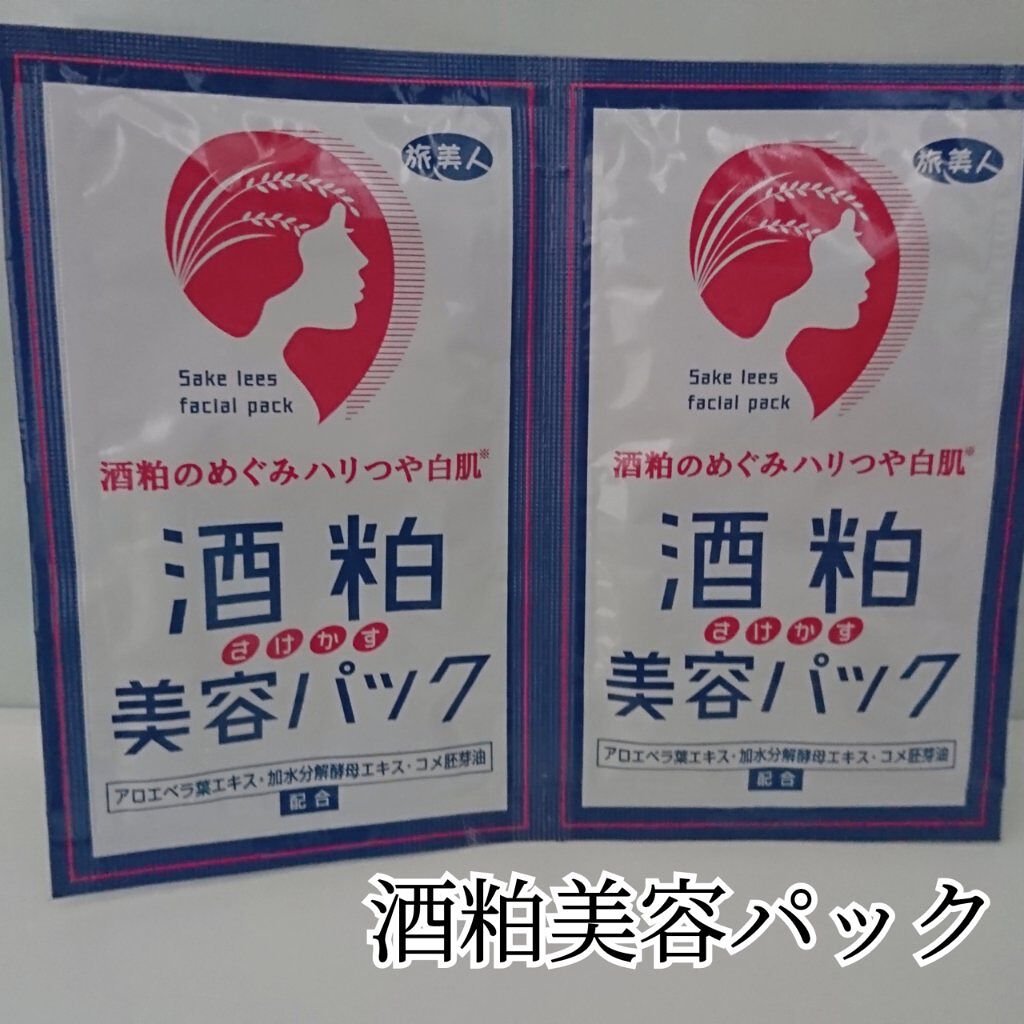 旅美人
Sake lees
facial pack
酒粕のめぐみハリつや白肌※
酒粕
さけかす
美容パック
アロエベラ葉エキス・加水分解酵母エキス・コメ胚芽油
配合
旅美人
Sake lees
facial pack
酒粕のめぐみハリつや白肌※
酒粕
さけかす
美容パック
アロエベラ葉エキス・加水分解酵母エキス・コメ胚芽油
配合
酒粕美容パック